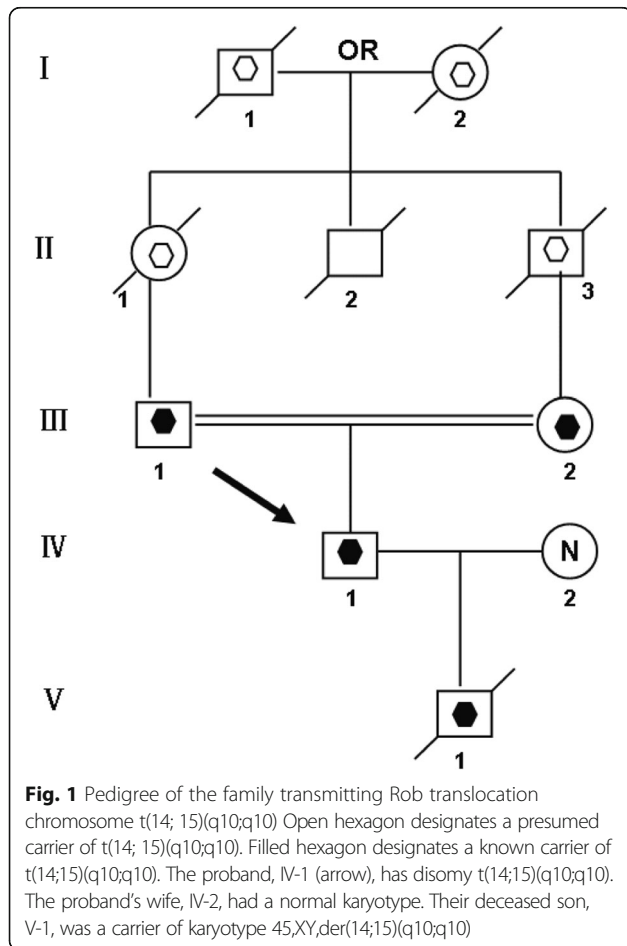 I OR
1 2
II
1 2 3
III
1 2
IV N
1 2
V
1
Fig. 1 Pedigree of the family transmitting Rob translocation
chromosome t(14; 15)(q10;q10) Open hexagon designates a presumed
carrier of t(14; 15)(q10;q10). Filled hexagon designates a known carrier of
t(14;15)(q10;q10). The proband, IV-1 (arrow), has disomy t(14;15)(q10;q10).
The proband's wife, IV-2, had a normal karyotype. Their deceased son,
V-1, was a carrier of karyotype 45,XY,der(14;15)(q10;q10)